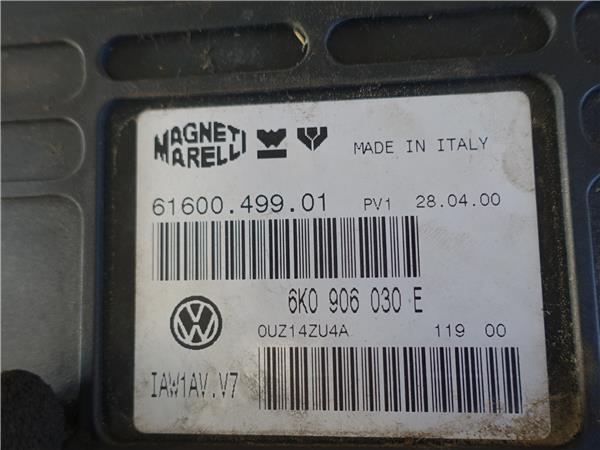 MAGNETI MARELLI
MADE IN ITALY
61600.499.01 PV1 28.04.00
6K0 906 030 E
0UZ14ZU4A 119 00
IAW1AV.V7